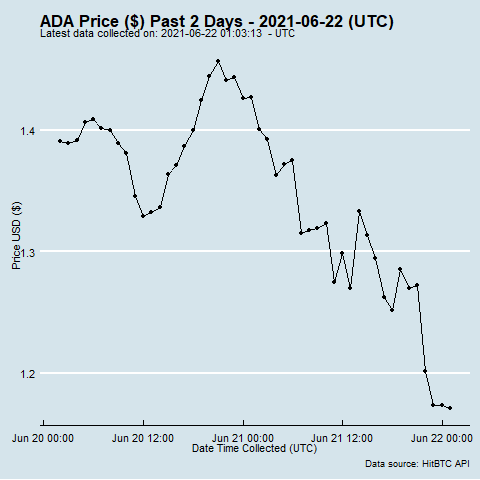 ADA Price ($) Past 2 Days - 2021-06-22 (UTC)
Latest data collected on: 2021-06-22 01:03:13 - UTC
Price USD ($)
1.4
1.3
1.2
Jun 20 00:00 Jun 20 12:00 Jun 21 00:00 Jun 21 12:00 Jun 22 00:00
Date Time Collected (UTC)
Data source: HitBTC API